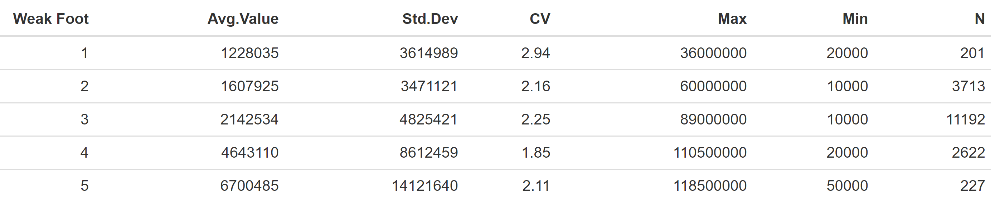 Weak Foot Avg.Value Std.Dev CV Max Min N
1 1228035 3614989 2.94 36000000 20000 201
2 1607925 3471121 2.16 60000000 10000 3713
3 2142534 4825421 2.25 89000000 10000 11192
4 4643110 8612459 1.85 110500000 20000 2622
5 6700485 14121640 2.11 118500000 50000 227